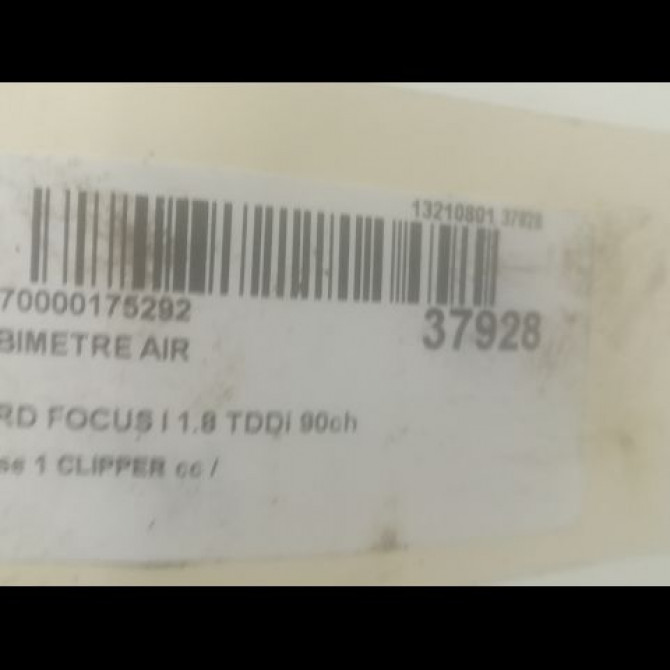 13210801 37928
70000175292
37928
BIMETRE AIR
RD FOCUS I 1.8 TDDi 90ch
se 1 CLIPPER cc /